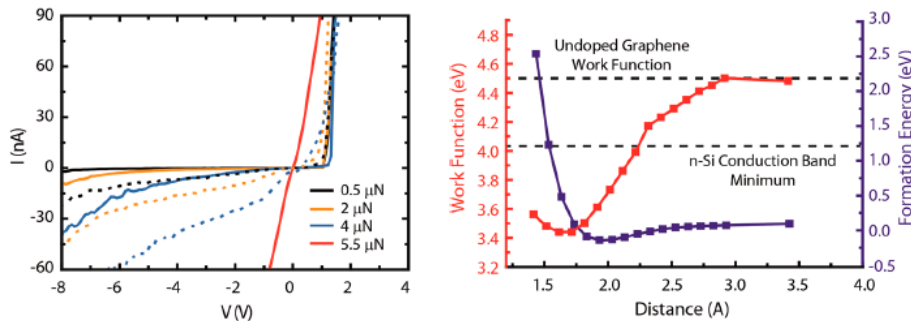 90
60
30
0
-30
-60
I (nA)
-8
-6
-4
-2
0
2
4
V (V)
0.5 μN
2 μN
4 μN
5.5 μN
4.8
4.6
4.4
4.2
4.0
3.8
3.6
3.4
3.2
Work Function (eV)
Undoped Graphene
Work Function
n-Si Conduction Band
Minimum
1.5
2.0
2.5
3.0
3.5
4.0
Distance (A)
3.0
2.5
2.0
1.5
1.0
0.5
0.0
-0.5
Formation Energy (eV)